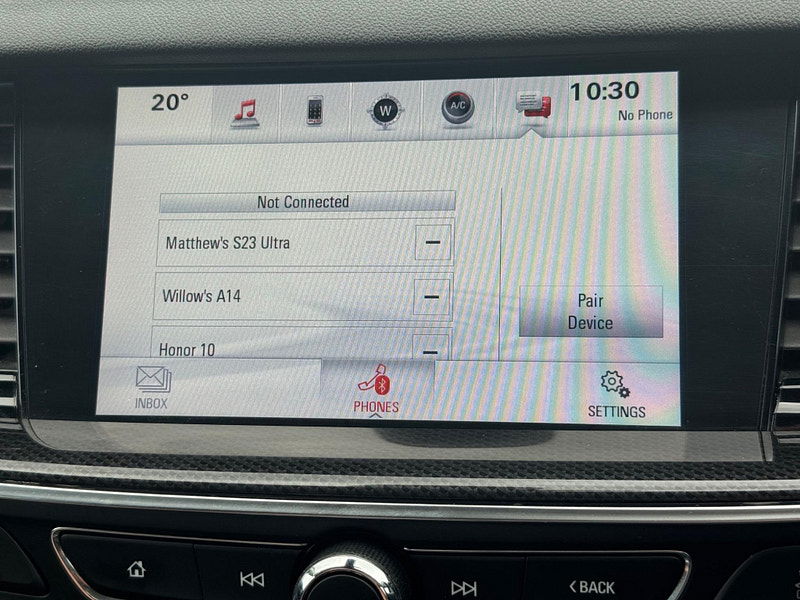 20°
W
A/C
10:30
No Phone
Not Connected
Matthew's S23 Ultra
Willow's A14
Honor 10
Pair
Device
INBOX
PHONES
SETTINGS
BACK